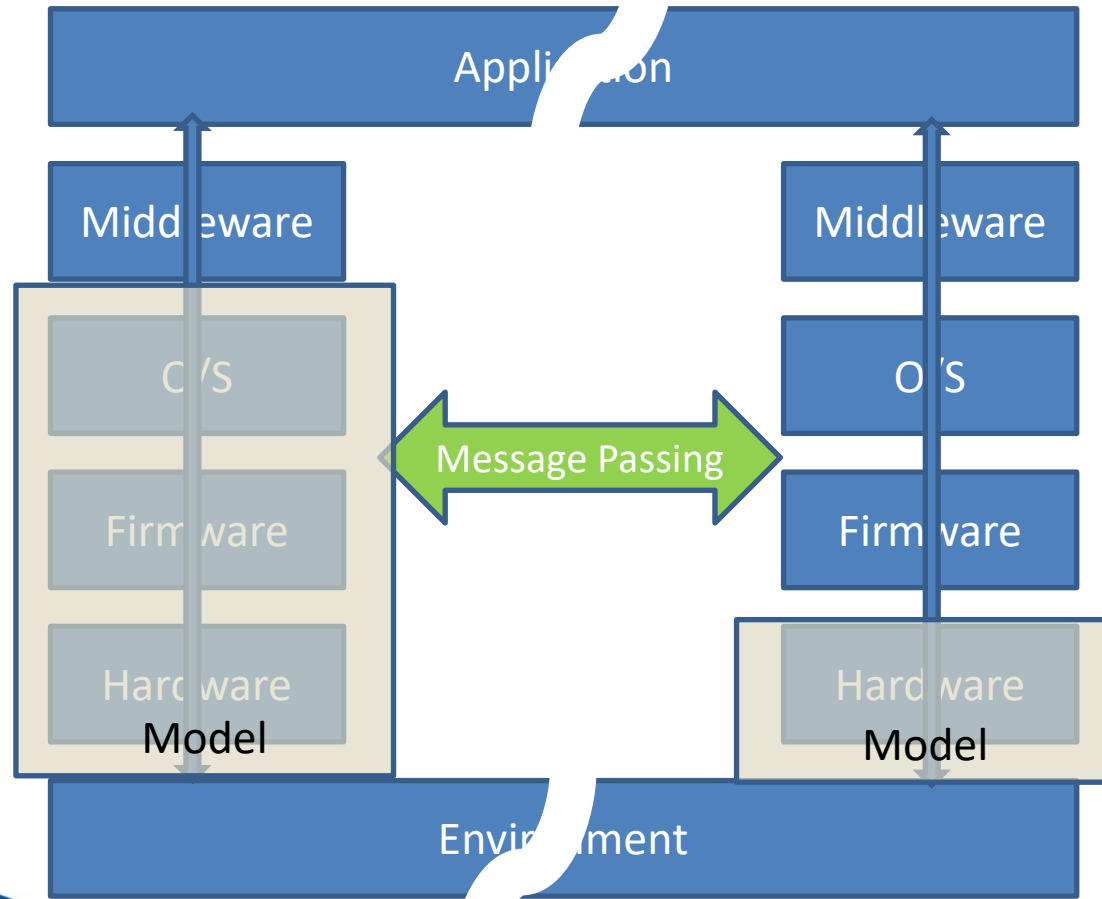 Application
Middleware
Middleware
O/S
O/S
Message Passing
Firmware
Firmware
Hardware
Hardware
Model
Model
Environment